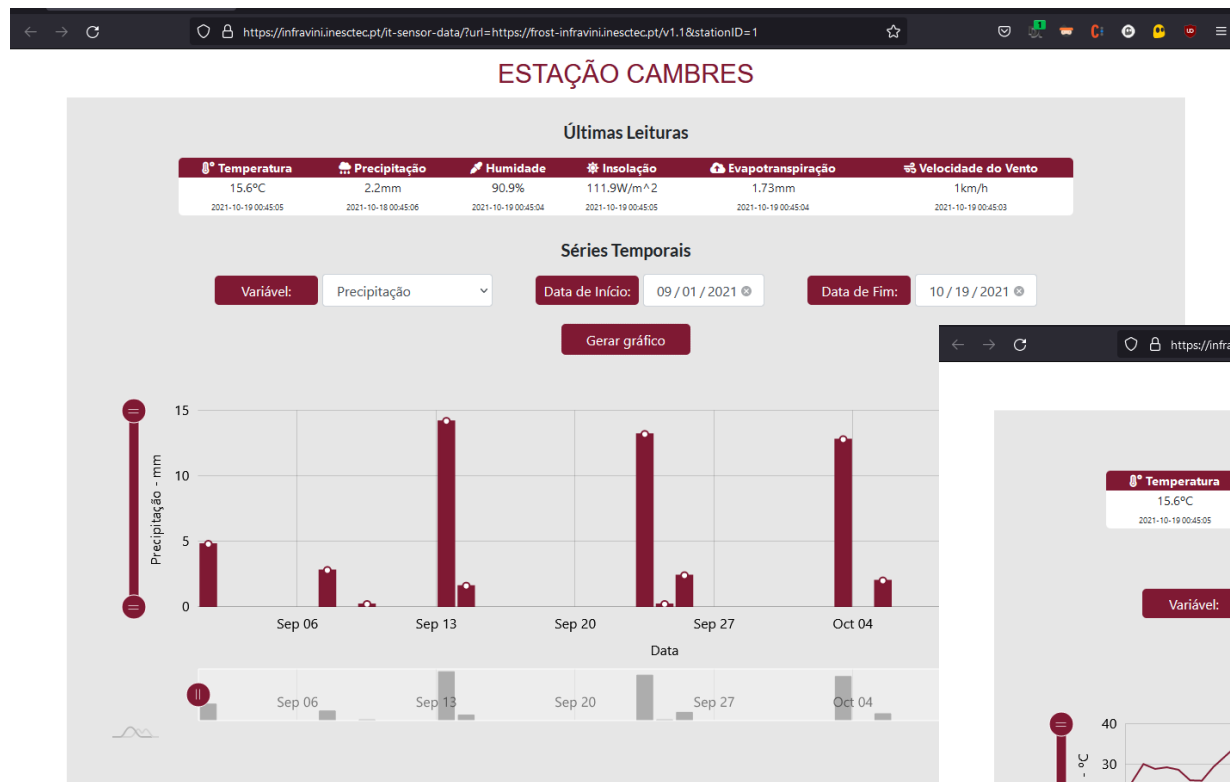 https://infravini.inesctec.pt/it-sensor-data/?url=https://frost-infravini.inesctec.pt/v1.1&stationID=1
1
ESTAÇÃO CAMBRES
Últimas Leituras
Temperatura Precipitação Humidade Insolação Evapotranspiração Velocidade do Vento
15.6ºC 2.2mm 90.9% 111.9W/m^2 1.73mm 1km/h
2021-10-19 00:45:05 2021-10-18 00:45:06 2021-10-19 00:45:04 2021-10-19 00:45:05 2021-10-19 00:45:04 2021-10-19 00:45:03
Séries Temporais
Variável: Precipitação Data de Início: 09 / 01 / 2021 Data de Fim: 10 / 19 / 2021
Gerar gráfico
15
10
5
0
Precipitação - mm
Sep 06 Sep 13 Sep 20 Sep 27 Oct 04
Data
Sep 06 Sep 13 Sep 20 Sep 27 Oct 04
https://infra
Temperatura
15.6ºC
2021-10-19 00:45:05
Variável:
40
30
- ºC